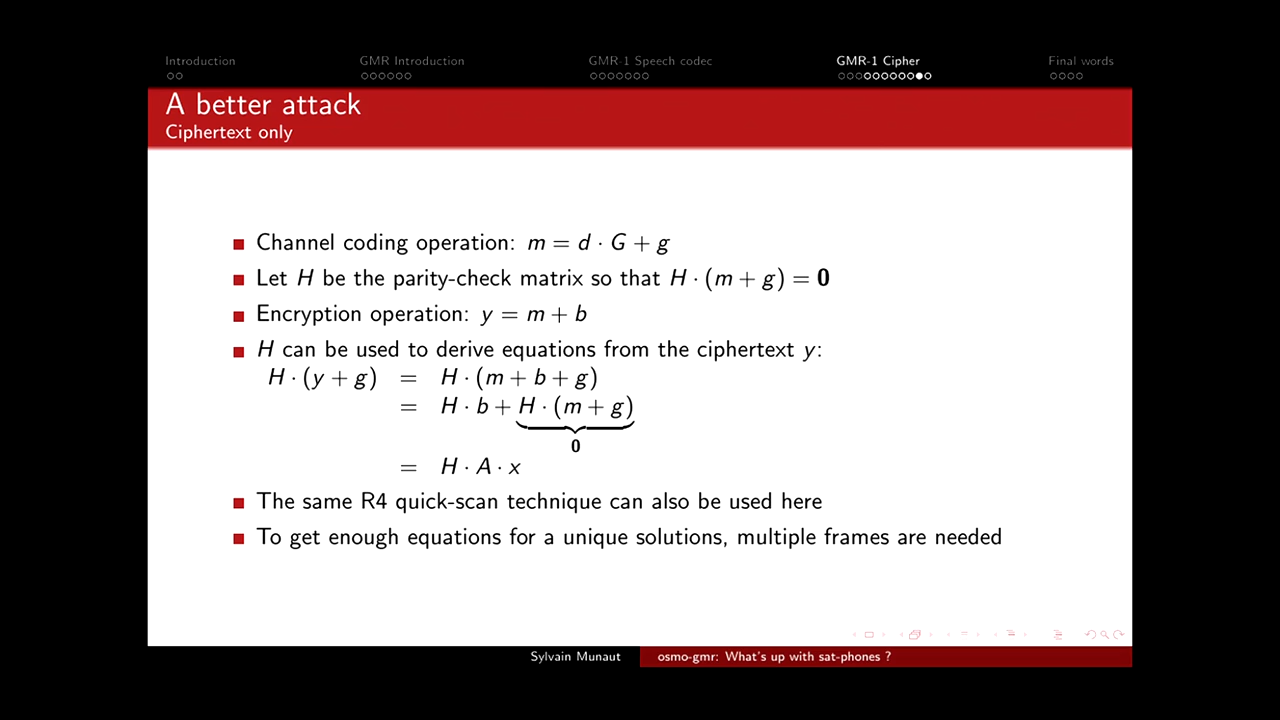 Introduction
GMR Introduction
GMR-1 Speech codec
GMR-1 Cipher
Final words
A better attack
Ciphertext only
Channel coding operation: m = d · G + g
Let H be the parity-check matrix so that H · (m + g) = 0
Encryption operation: y = m + b
H can be used to derive equations from the ciphertext y:
H · (y + g) = H · (m + b + g)
= H · b + H · (m + g)
0
= H · A · x
The same R4 quick-scan technique can also be used here
To get enough equations for a unique solutions, multiple frames are needed
Sylvain Munaut
osmo-gmr: What's up with sat-phones ?